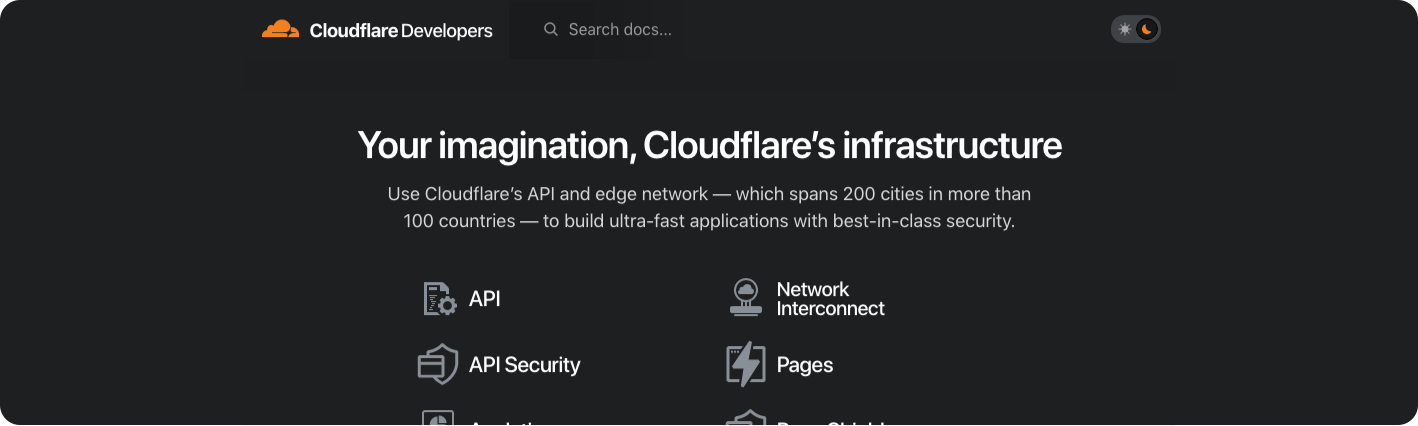 Cloudflare Developers
Search docs...
Your imagination, Cloudflare’s infrastructure
Use Cloudflare’s API and edge network — which spans 200 cities in more than
100 countries — to build ultra-fast applications with best-in-class security.
API
Network
Interconnect
API Security
Pages